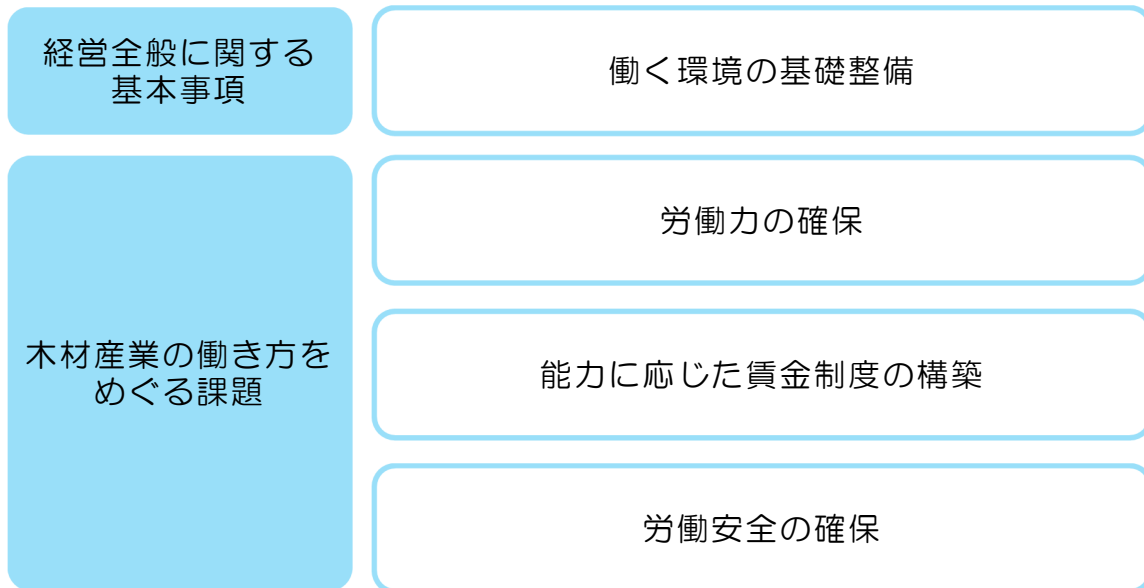 経営全般に関する
基本事項
働く環境の基礎整備
木材産業の働き方を
めぐる課題
労働力の確保
能力に応じた賃金制度の構築
労働安全の確保